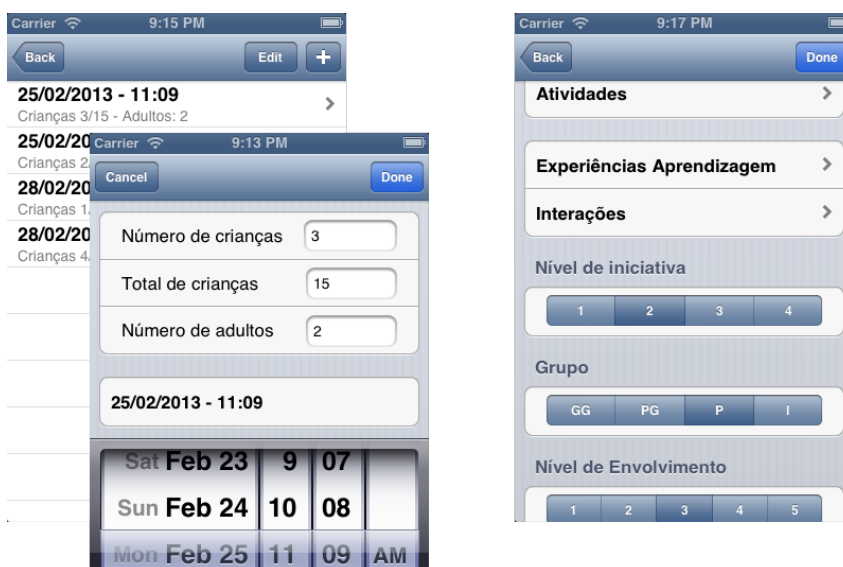 Carrier 9:15 PM
Back Edit +
25/02/2013 - 11:09
Crianças 3/15 - Adultos: 2
25/02/20
Crianças 2
28/02/20
Crianças 1
28/02/20
Crianças 4
Carrier 9:13 PM
Cancel Done
Número de crianças 3
Total de crianças 15
Número de adultos 2
25/02/2013 - 11:09
Sat Feb 23 9 07
Sun Feb 24 10 08
Mon Feb 25 11 09 AM
Carrier 9:17 PM
Back Done
Atividades
Experiências Aprendizagem
Interações
Nível de iniciativa
1 2 3 4
Grupo
GG PG P I
Nível de Envolvimento
1 2 3 4 5